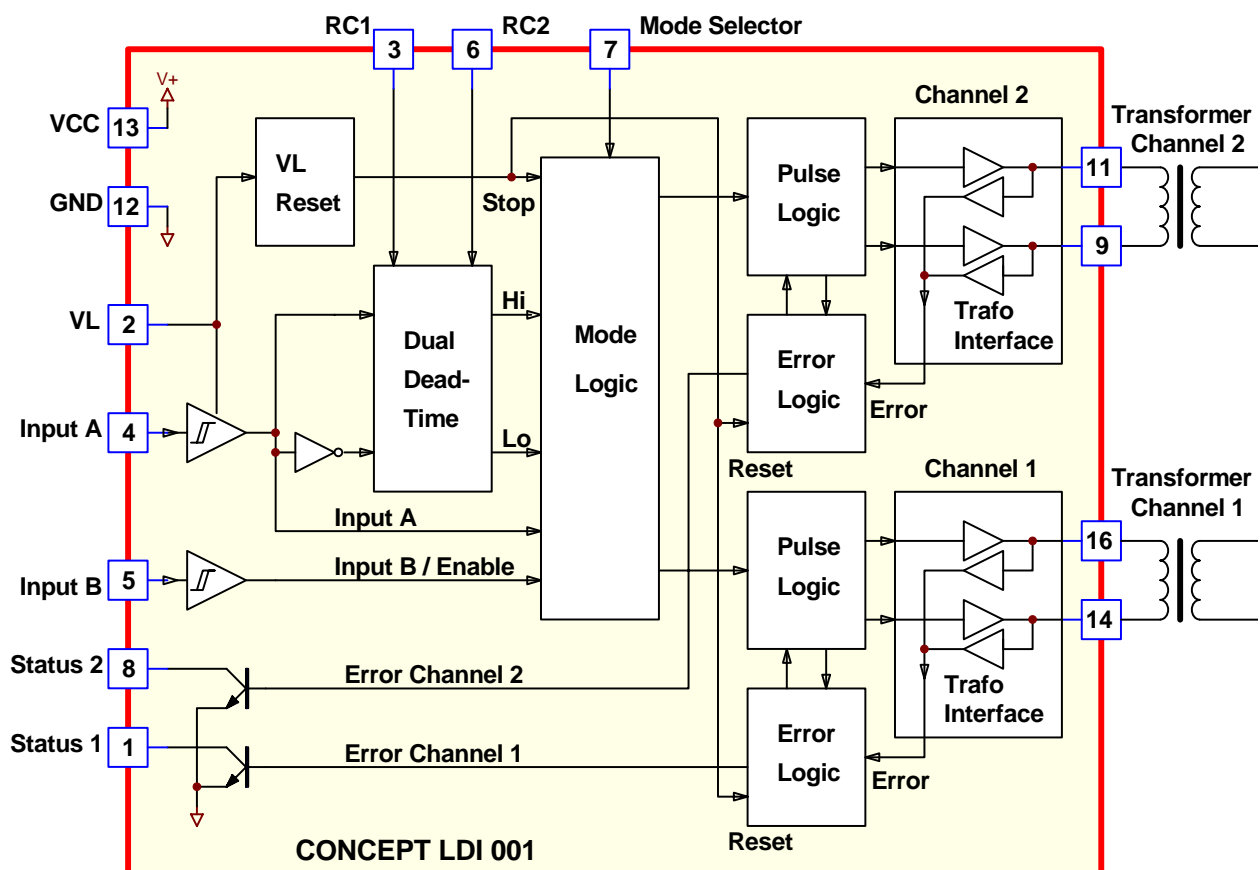 RC1
RC2
Mode Selector
3
6
7
V+
VCC
13
GND
12
VL
2
Input A
4
Input B
5
Status 2
8
Status 1
1
VL
Reset
Stop
Dual
Dead-
Time
Hi
Lo
Mode
Logic
Input A
Input B / Enable
Error Channel 2
Error Channel 1
Channel 2
Pulse
Logic
Trafo
Interface
Error
Logic
Error
Reset
11
9
Transformer
Channel 2
Channel 1
Pulse
Logic
Trafo
Interface
Error
Logic
Error
Reset
16
14
Transformer
Channel 1
CONCEPT LDI 001